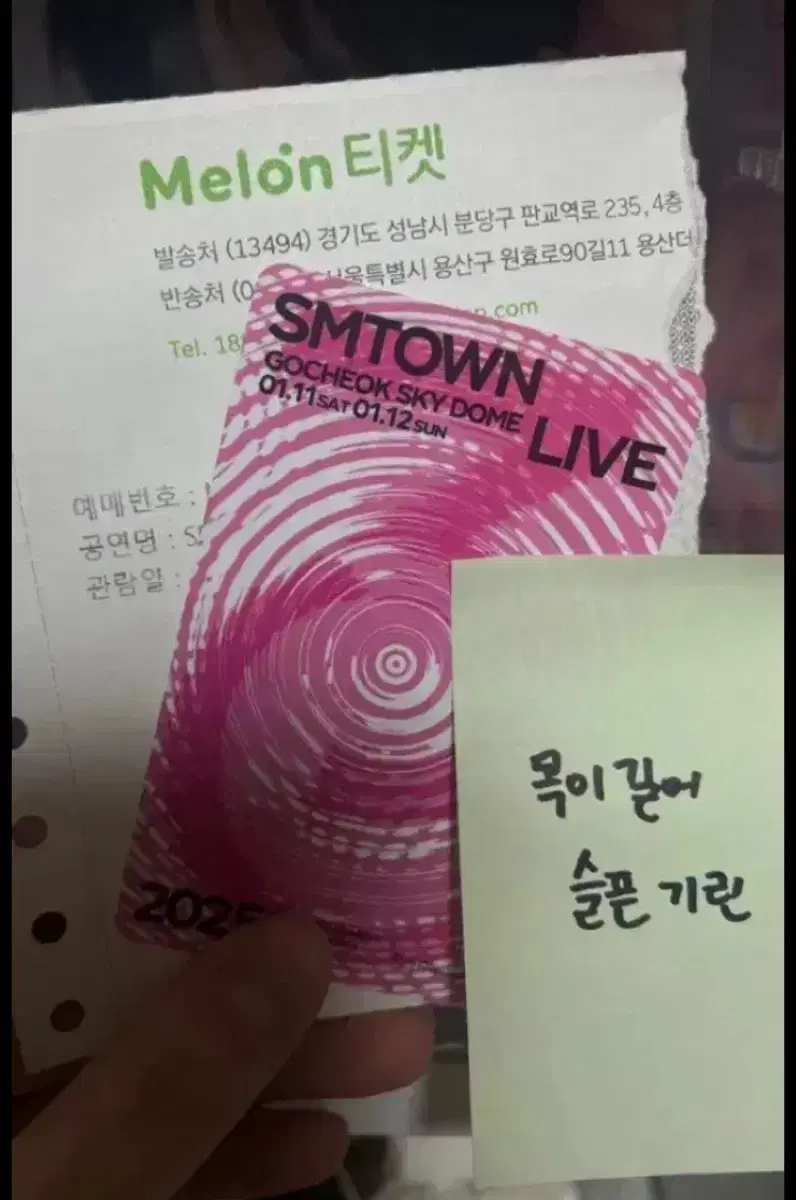 Melon 티켓
발송처 (13494) 경기도 성남시 분당구 판교역로 235, 4층
반송처 (0 서울특별시 용산구 원효로90길11 용산더
Tel. 18 .com
SMTOWN
GOCHEOK SKY DOME
01.11 SAT 01.12 SUN
LIVE
예매번호 :
공연명 : S
관람일 :
2025
목이 길어
슬픈 기린